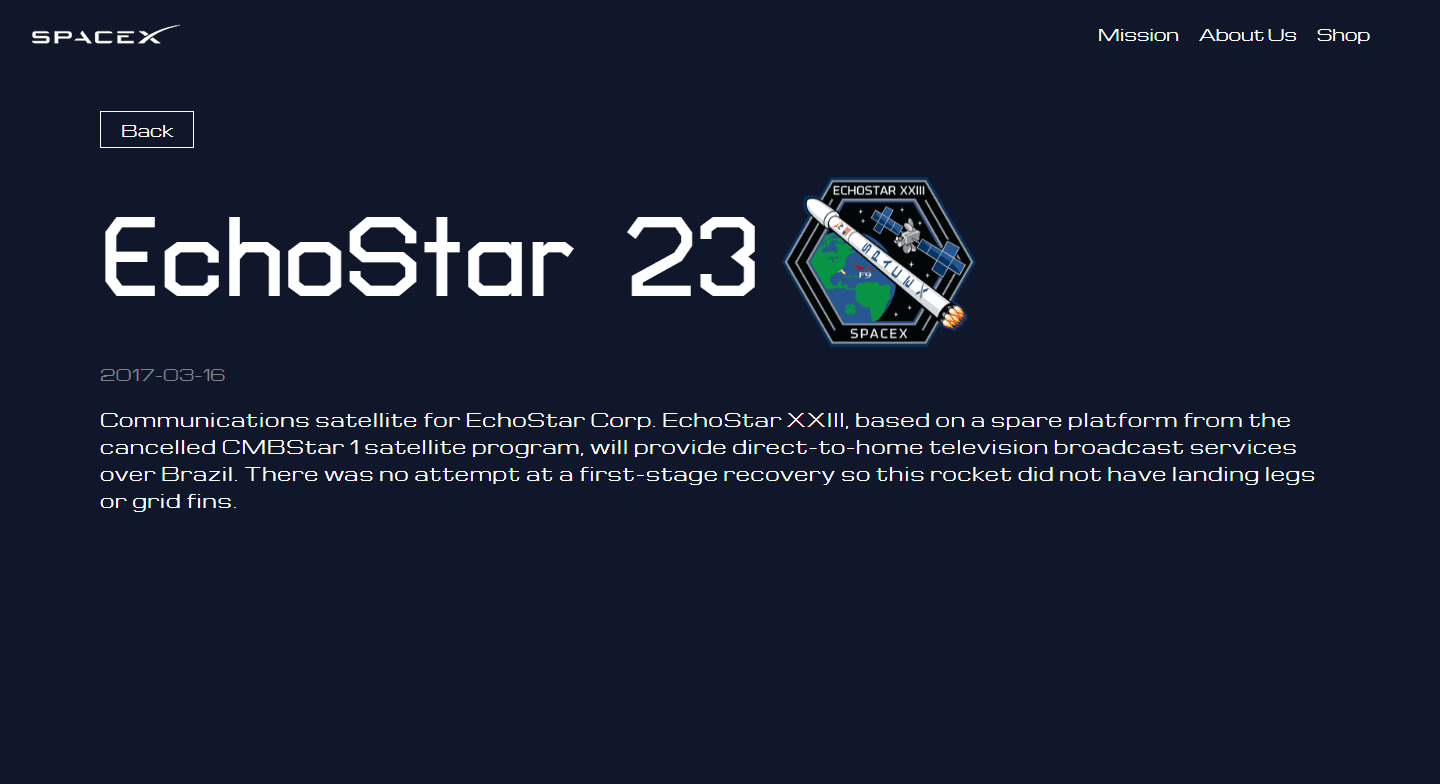 SPACEX
Mission About Us Shop
Back
EchoStar 23
ECHOSTAR XXIII
F9
SPACEX
2017-03-16
Communications satellite for EchoStar Corp. EchoStar XXIII, based on a spare platform from the
cancelled CMBStar 1 satellite program, will provide direct-to-home television broadcast services
over Brazil. There was no attempt at a first-stage recovery so this rocket did not have landing legs
or grid fins.